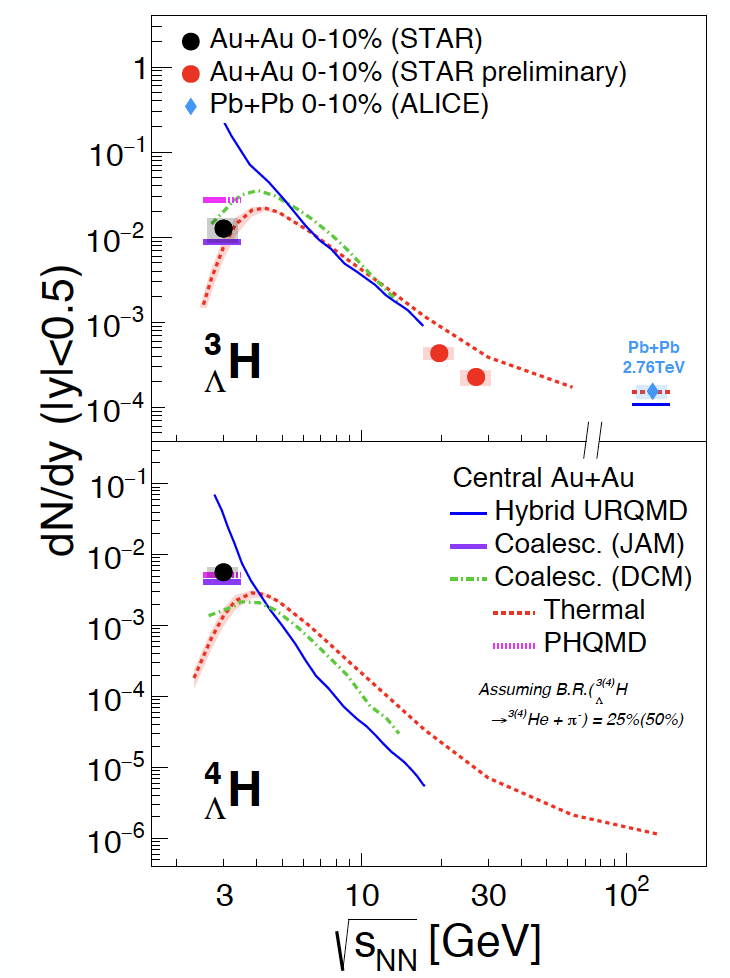 Au+Au 0-10% (STAR)
Au+Au 0-10% (STAR preliminary)
Pb+Pb 0-10% (ALICE)
1
10⁻¹
10⁻²
10⁻³
10⁻⁴
³ΛH
Pb+Pb
2.76TeV
dN/dy (|y|<0.5)
10⁻¹
10⁻²
10⁻³
10⁻⁴
10⁻⁵
10⁻⁶
Central Au+Au
Hybrid URQMD
Coalesc. (JAM)
Coalesc. (DCM)
Thermal
PHQMD
Assuming B.R.(³⁽⁴⁾ΛH
→³⁽⁴⁾He + π⁻) = 25%(50%)
⁴ΛH
3 10 30 10²
√sNN [GeV]